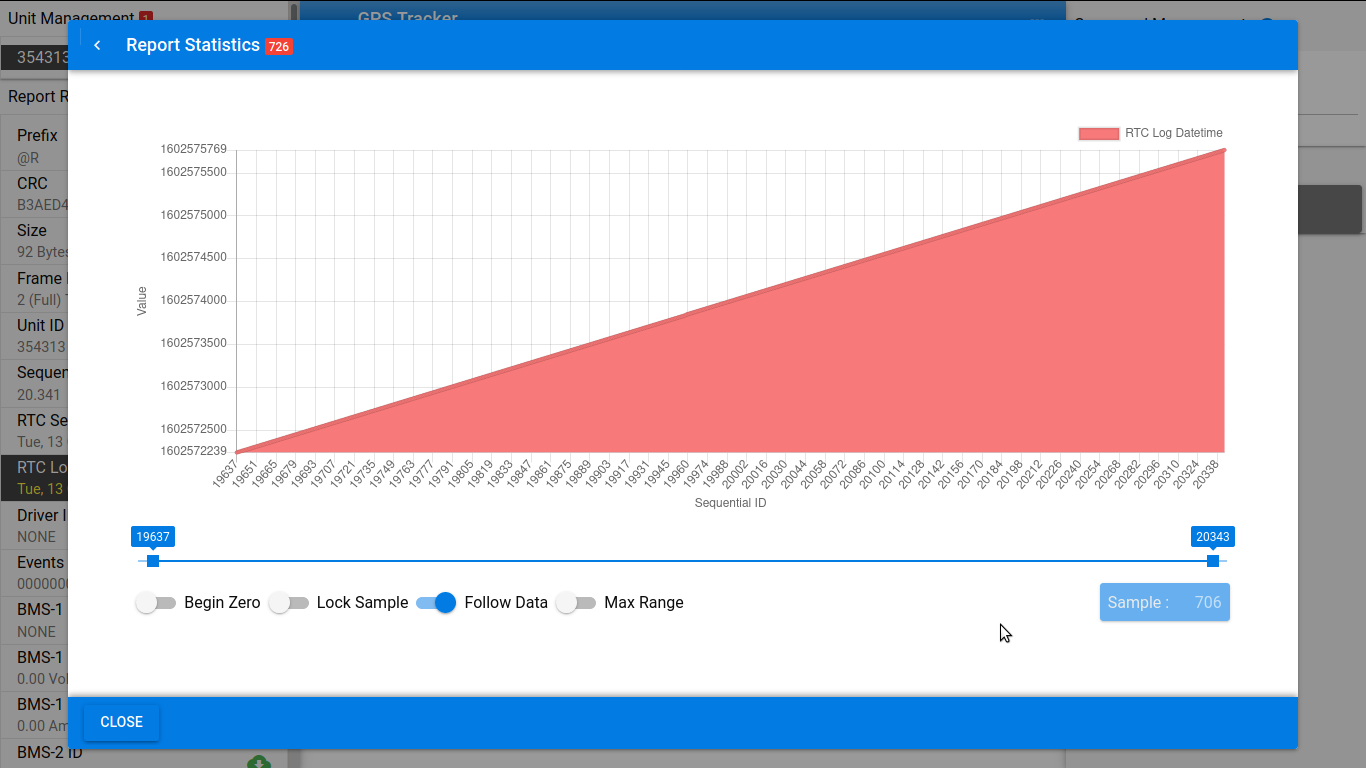 Unit Management 1
GPS Tracker
354313
Report R
Prefix
@R
CRC
B3AED4
Size
92 Bytes
Frame
2 (Full)
Unit ID
354313
Sequen
20.341
RTC Se
Tue, 13
RTC Lo
Tue, 13
Driver I
NONE
Events
0000000
BMS-1
NONE
BMS-1
0.00 Vol
BMS-1
0.00 Am
BMS-2 ID
Report Statistics 726
RTC Log Datetime
Value
1602575769
1602575500
1602575000
1602574500
1602574000
1602573500
1602573000
1602572500
1602572239
19637 19651 19665 19679 19693 19707 19721 19735 19749 19763 19777 19791 19805 19819 19833 19847 19861 19875 19889 19903 19917 19931 19945 19960 19974 19988 20002 20016 20030 20044 20058 20072 20086 20100 20114 20128 20142 20156 20170 20184 20198 20212 20226 20240 20254 20268 20282 20296 20310 20324 20338
Sequential ID
19637 20343
Begin Zero Lock Sample Follow Data Max Range Sample : 706
CLOSE